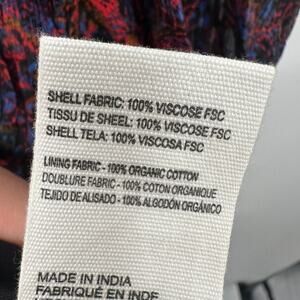 SHELL FABRIC: 100% VISCOSE FSC
TISSU DE SHEEL: 100% VISCOSE FSC
SHELL TELA: 100% VISCOSA FSC
LINING FABRIC - 100% ORGANIC COTTON
DOUBLURE FABRIC - 100% COTON ORGANIQUE
TEJIDO DE ALISADO - 100% ALGODÓN ORGÁNICO
MADE IN INDIA
FABRIQUÉ EN INDE